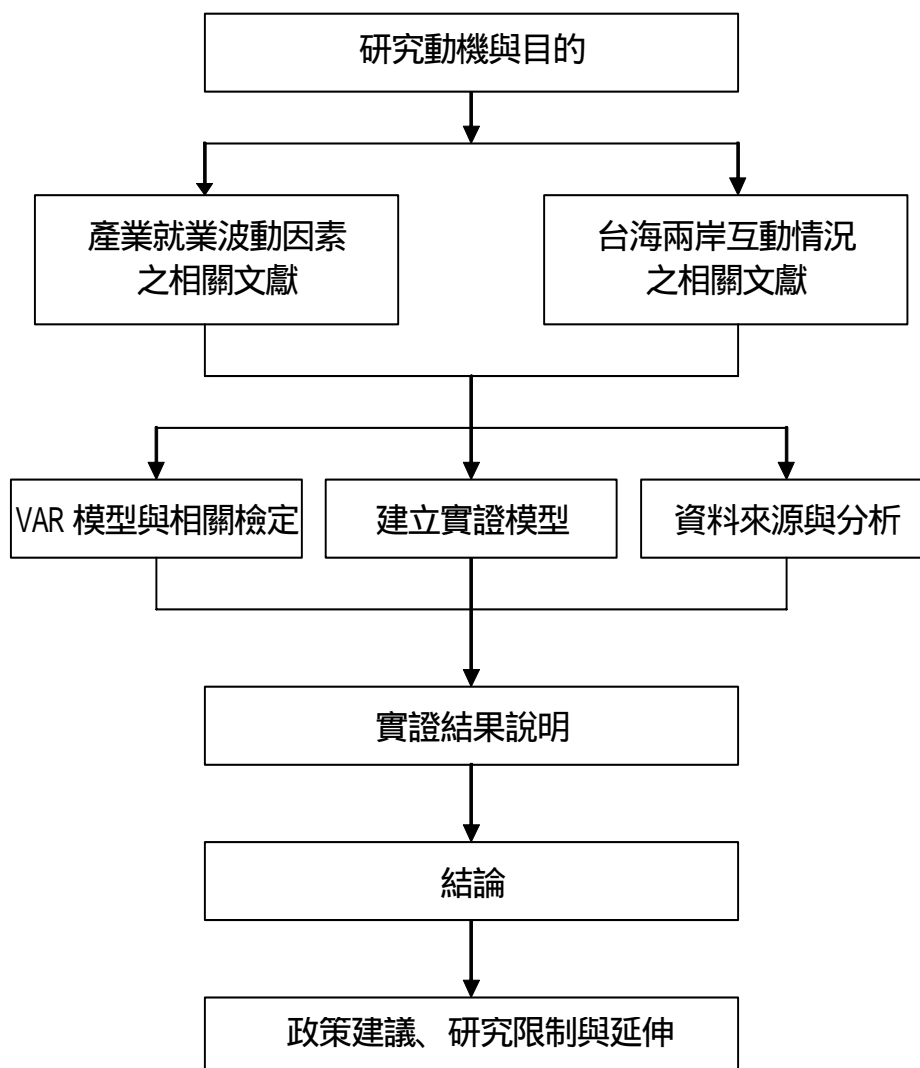 研究動機與目的
產業就業波動因素
之相關文獻
台海兩岸互動情況
之相關文獻
VAR 模型與相關檢定
建立實證模型
資料來源與分析
實證結果說明
結論
政策建議、研究限制與延伸